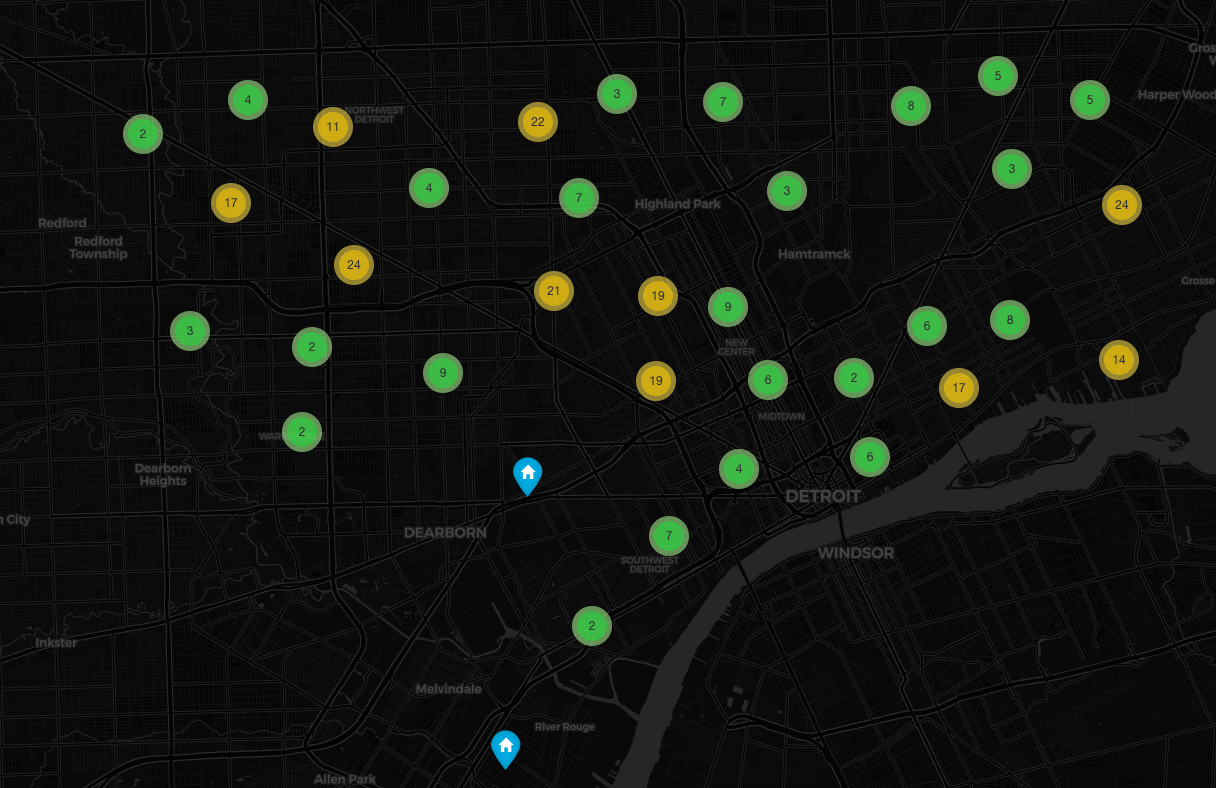 Gros
W
5
3
4
7
5
8
Harper Wood
NORTHWEST
DETROIT
22
11
2
3
4
3
7
17
Highland Park
24
Redford
Redford
Township
Hamtramck
24
Grosse
21
19
9
8
6
3
2
NEW
CENTER
14
9
19
6
2
17
MIDTOWN
2
WAR
6
Dearborn
Heights
4
DETROIT
n City
DEARBORN
7
WINDSOR
SOUTHWEST
DETROIT
2
Inkster
Melvindale
River Rouge
Allen Park